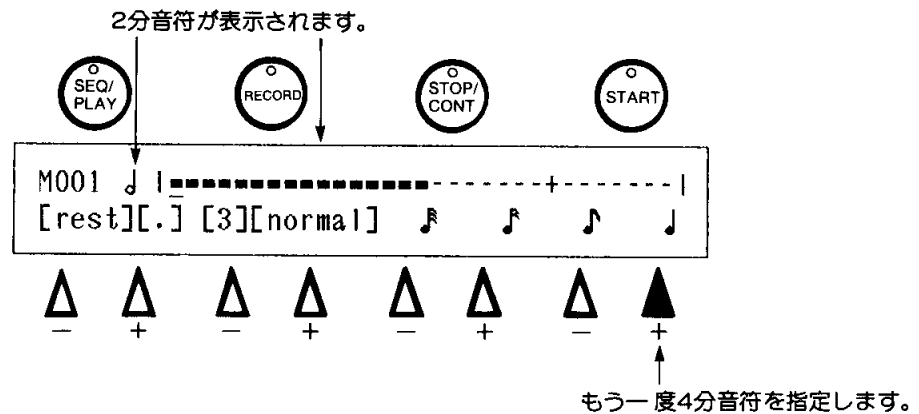 2分音符が表示されます。
SEQ/
PLAY
RECORD
STOP/
CONT
START
M001 𝅗𝅥 |■■■■■■■■■■■■■■■■-------+-------|
[rest][.] [3][normal] 𝅘𝅥𝅰 𝅘𝅥𝅯 ♪ ♩
− + − + − + − +
もう一度4分音符を指定します。